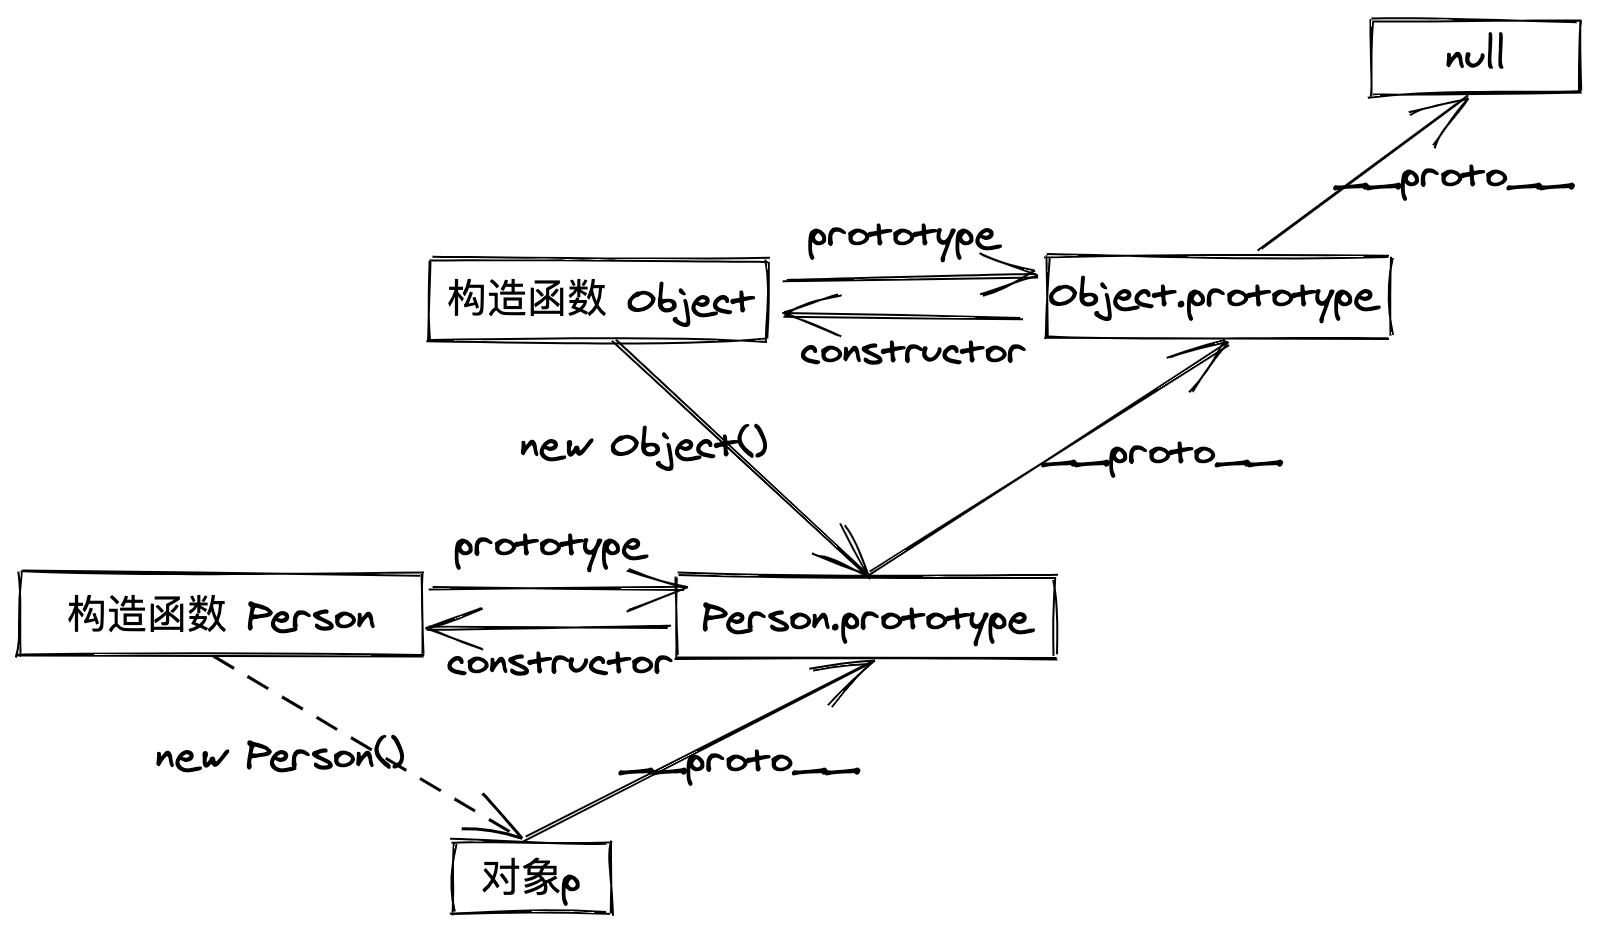 null
__proto__
prototype
构造函数 Object
Object.prototype
constructor
new Object()
__proto__
prototype
构造函数 Person
Person.prototype
constructor
new Person()
__proto__
对象p